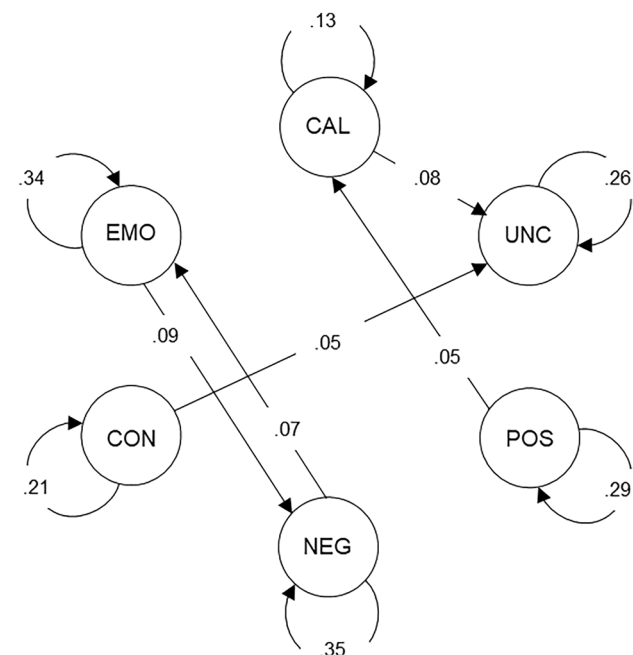 .13
CAL
.34
.08
.26
EMO
UNC
.09
.05
.05
.07
CON
POS
.21
.29
NEG
.35